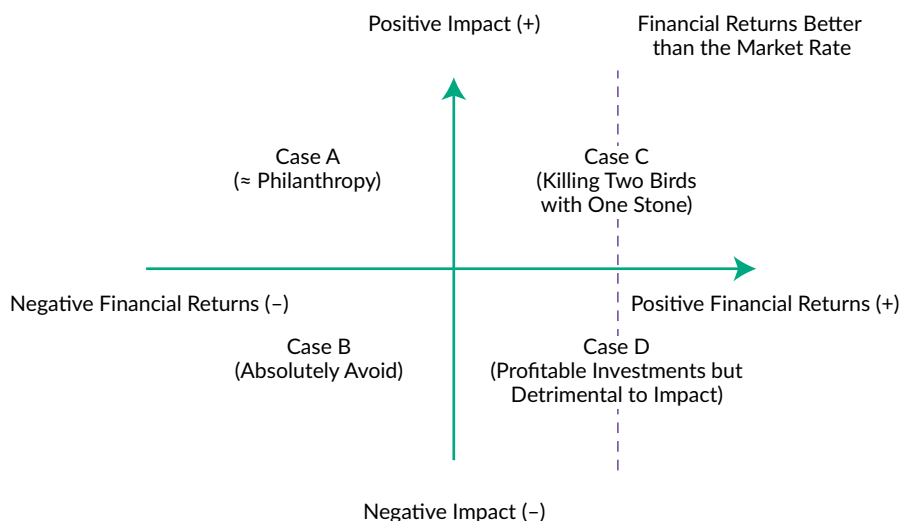 Positive Impact (+)
Financial Returns Better
than the Market Rate
Case A
(≈ Philanthropy)
Case C
(Killing Two Birds
with One Stone)
Negative Financial Returns (–)
Positive Financial Returns (+)
Case B
(Absolutely Avoid)
Case D
(Profitable Investments but
Detrimental to Impact)
Negative Impact (–)